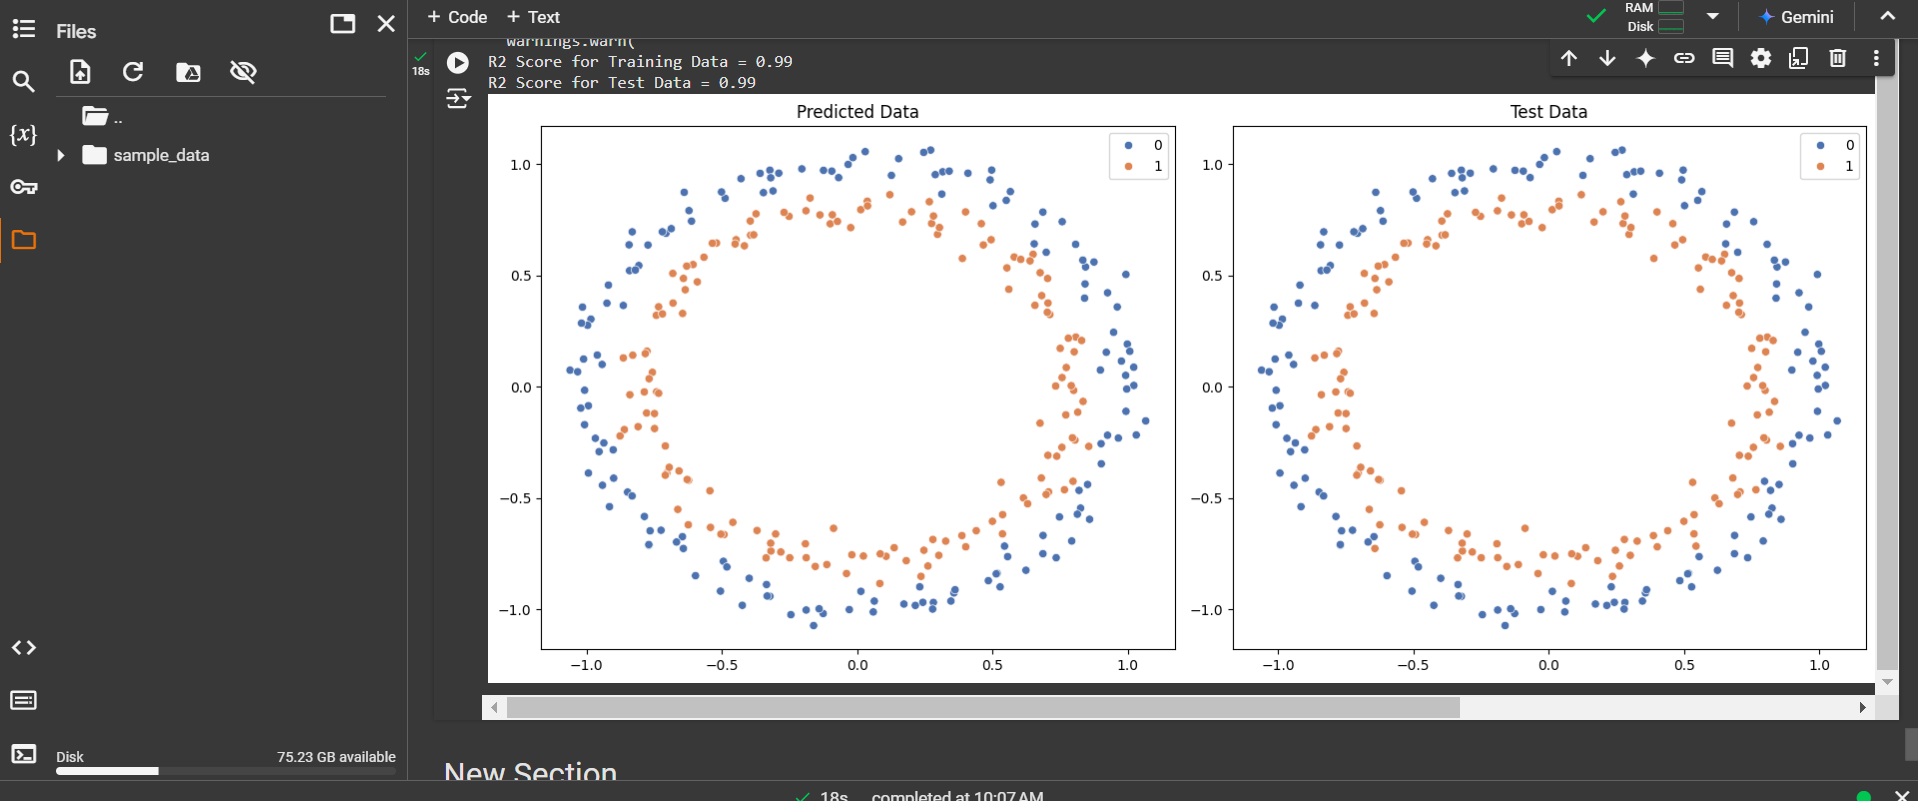 Files
..
sample_data
{x}
Disk
75.23 GB available
+ Code + Text
RAM
Disk
Gemini
18s
warnings.warn(
R2 Score for Training Data = 0.99
R2 Score for Test Data = 0.99
Predicted Data
0
1
1.0
0.5
0.0
−0.5
−1.0
−1.0 −0.5 0.0 0.5 1.0
Test Data
0
1
1.0
0.5
0.0
−0.5
−1.0
−1.0 −0.5 0.0 0.5 1.0
New Section
18s completed at 10:07 AM